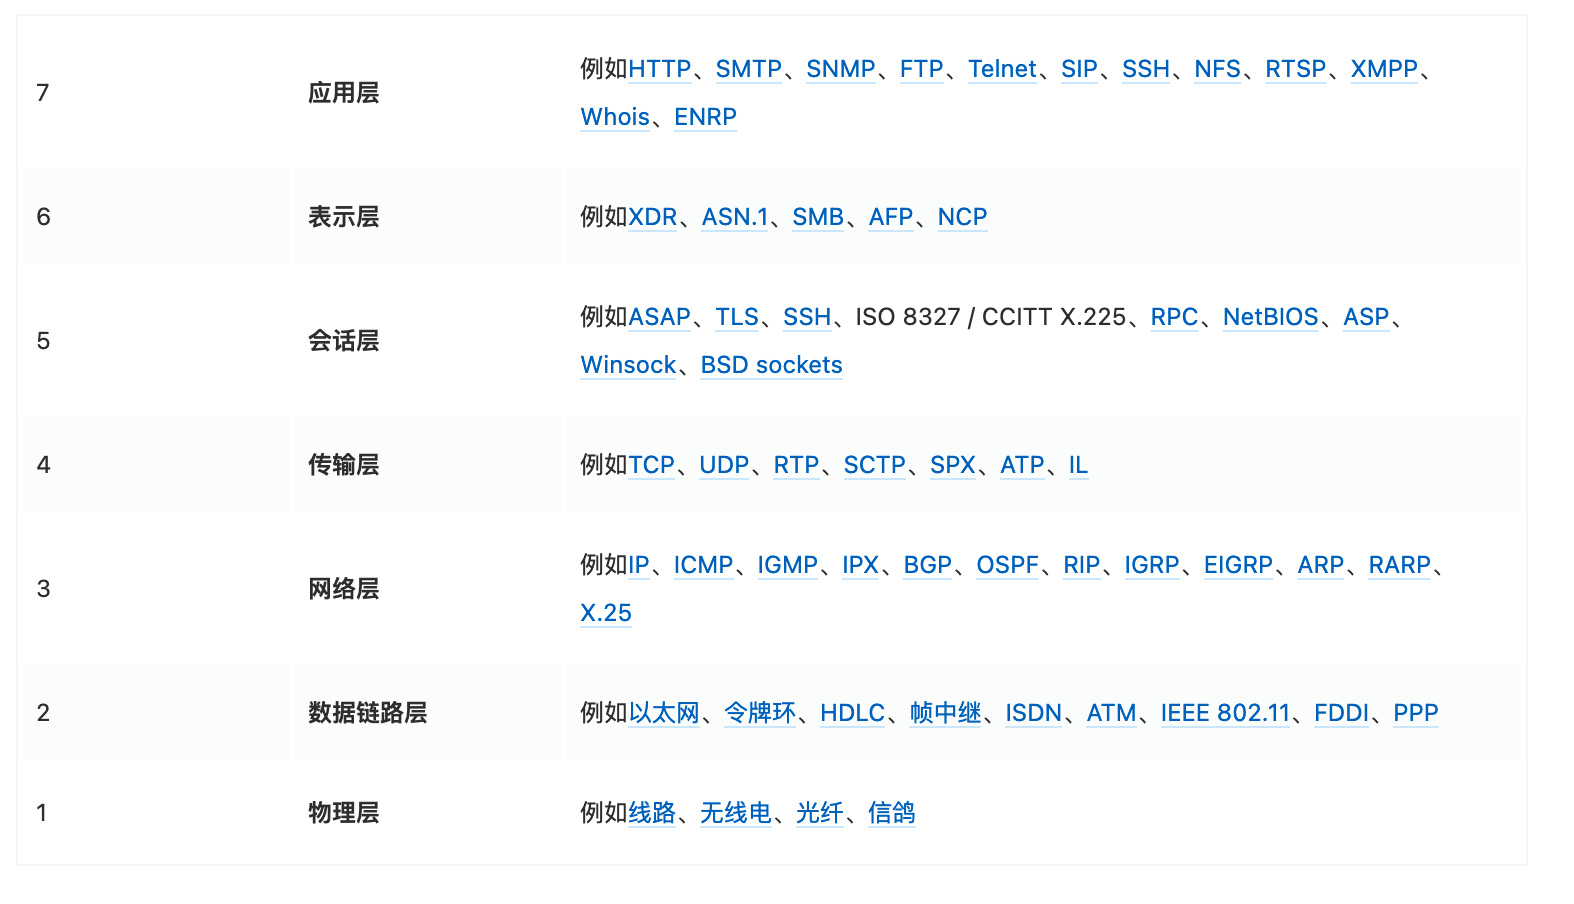 7 应用层 例如HTTP、SMTP、SNMP、FTP、Telnet、SIP、SSH、NFS、RTSP、XMPP、
Whois、ENRP
6 表示层 例如XDR、ASN.1、SMB、AFP、NCP
5 会话层 例如ASAP、TLS、SSH、ISO 8327 / CCITT X.225、RPC、NetBIOS、ASP、
Winsock、BSD sockets
4 传输层 例如TCP、UDP、RTP、SCTP、SPX、ATP、IL
3 网络层 例如IP、ICMP、IGMP、IPX、BGP、OSPF、RIP、IGRP、EIGRP、ARP、RARP、
X.25
2 数据链路层 例如以太网、令牌环、HDLC、帧中继、ISDN、ATM、IEEE 802.11、FDDI、PPP
1 物理层 例如线路、无线电、光纤、信鸽